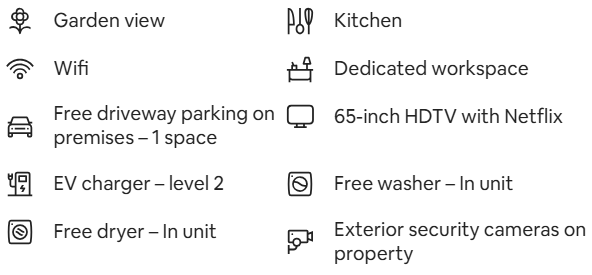 Garden view
Kitchen
Wifi
Dedicated workspace
Free driveway parking on
premises – 1 space
65-inch HDTV with Netflix
EV charger – level 2
Free washer – In unit
Free dryer – In unit
Exterior security cameras on
property